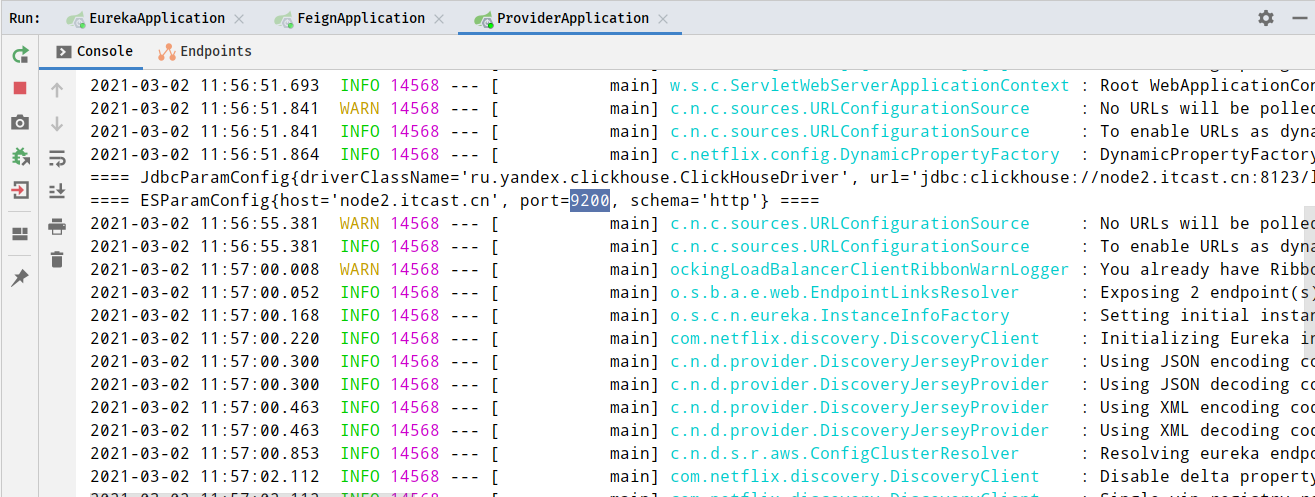 Run: EurekaApplication FeignApplication ProviderApplication
Console Endpoints
2021-03-02 11:56:51.693 INFO 14568 --- [ main] w.s.c.ServletWebServerApplicationContext : Root WebApplicationCon
2021-03-02 11:56:51.841 WARN 14568 --- [ main] c.n.c.sources.URLConfigurationSource : No URLs will be polled
2021-03-02 11:56:51.841 INFO 14568 --- [ main] c.n.c.sources.URLConfigurationSource : To enable URLs as dyna
2021-03-02 11:56:51.864 INFO 14568 --- [ main] c.netflix.config.DynamicPropertyFactory : DynamicPropertyFactory
==== JdbcParamConfig{driverClassName='ru.yandex.clickhouse.ClickHouseDriver', url='jdbc:clickhouse://node2.itcast.cn:8123/
==== ESParamConfig{host='node2.itcast.cn', port=9200, schema='http'} ====
2021-03-02 11:56:55.381 WARN 14568 --- [ main] c.n.c.sources.URLConfigurationSource : No URLs will be polled
2021-03-02 11:56:55.381 INFO 14568 --- [ main] c.n.c.sources.URLConfigurationSource : To enable URLs as dyna
2021-03-02 11:57:00.008 WARN 14568 --- [ main] ockingLoadBalancerClientRibbonWarnLogger : You already have Ribbo
2021-03-02 11:57:00.052 INFO 14568 --- [ main] o.s.b.a.e.web.EndpointLinksResolver : Exposing 2 endpoint(s)
2021-03-02 11:57:00.168 INFO 14568 --- [ main] o.s.c.n.eureka.InstanceInfoFactory : Setting initial instan
2021-03-02 11:57:00.220 INFO 14568 --- [ main] com.netflix.discovery.DiscoveryClient : Initializing Eureka in
2021-03-02 11:57:00.300 INFO 14568 --- [ main] c.n.d.provider.DiscoveryJerseyProvider : Using JSON encoding co
2021-03-02 11:57:00.300 INFO 14568 --- [ main] c.n.d.provider.DiscoveryJerseyProvider : Using JSON decoding co
2021-03-02 11:57:00.463 INFO 14568 --- [ main] c.n.d.provider.DiscoveryJerseyProvider : Using XML encoding cod
2021-03-02 11:57:00.463 INFO 14568 --- [ main] c.n.d.provider.DiscoveryJerseyProvider : Using XML decoding cod
2021-03-02 11:57:00.853 INFO 14568 --- [ main] c.n.d.s.r.aws.ConfigClusterResolver : Resolving eureka endpo
2021-03-02 11:57:02.112 INFO 14568 --- [ main] com.netflix.discovery.DiscoveryClient : Disable delta property